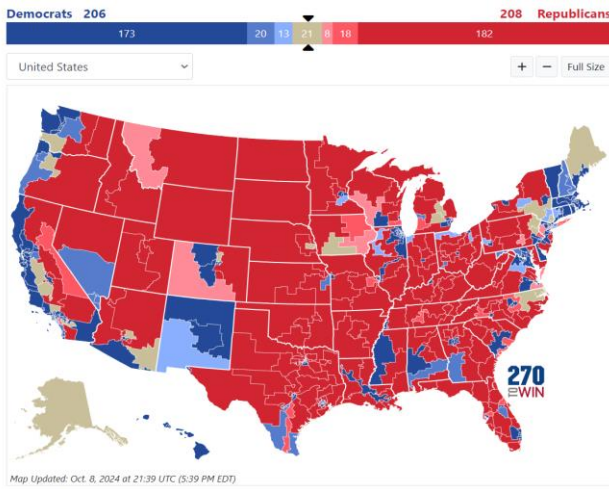 Democrats 206 208 Republicans
173 20 13 21 8 18 182
United States + − Full Size
270
TO WIN
Map Updated: Oct. 8, 2024 at 21:39 UTC (5:39 PM EDT)